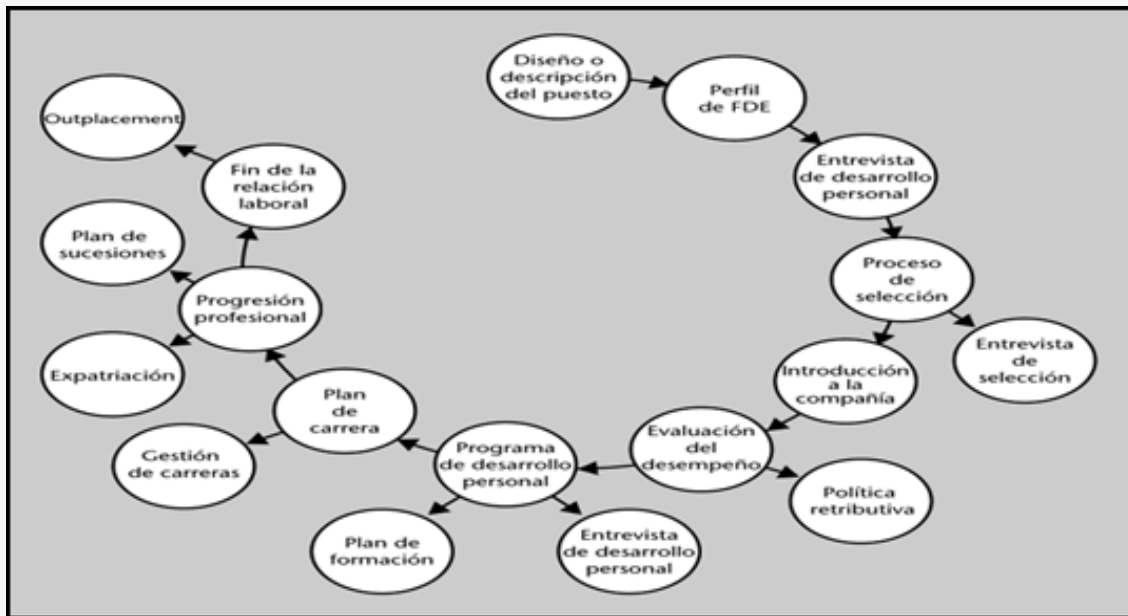 Diseño o
descripción
del puesto
Perfil
de FDE
Entrevista
de desarrollo
personal
Proceso
de
selección
Entrevista
de
selección
Introducción
a la
compañía
Evaluación
del
desempeño
Política
retributiva
Programa
de desarrollo
personal
Entrevista
de desarrollo
personal
Plan de
formación
Plan
de
carrera
Gestión
de carreras
Progresión
profesional
Expatriación
Plan de
sucesiones
Fin de la
relación
laboral
Outplacement